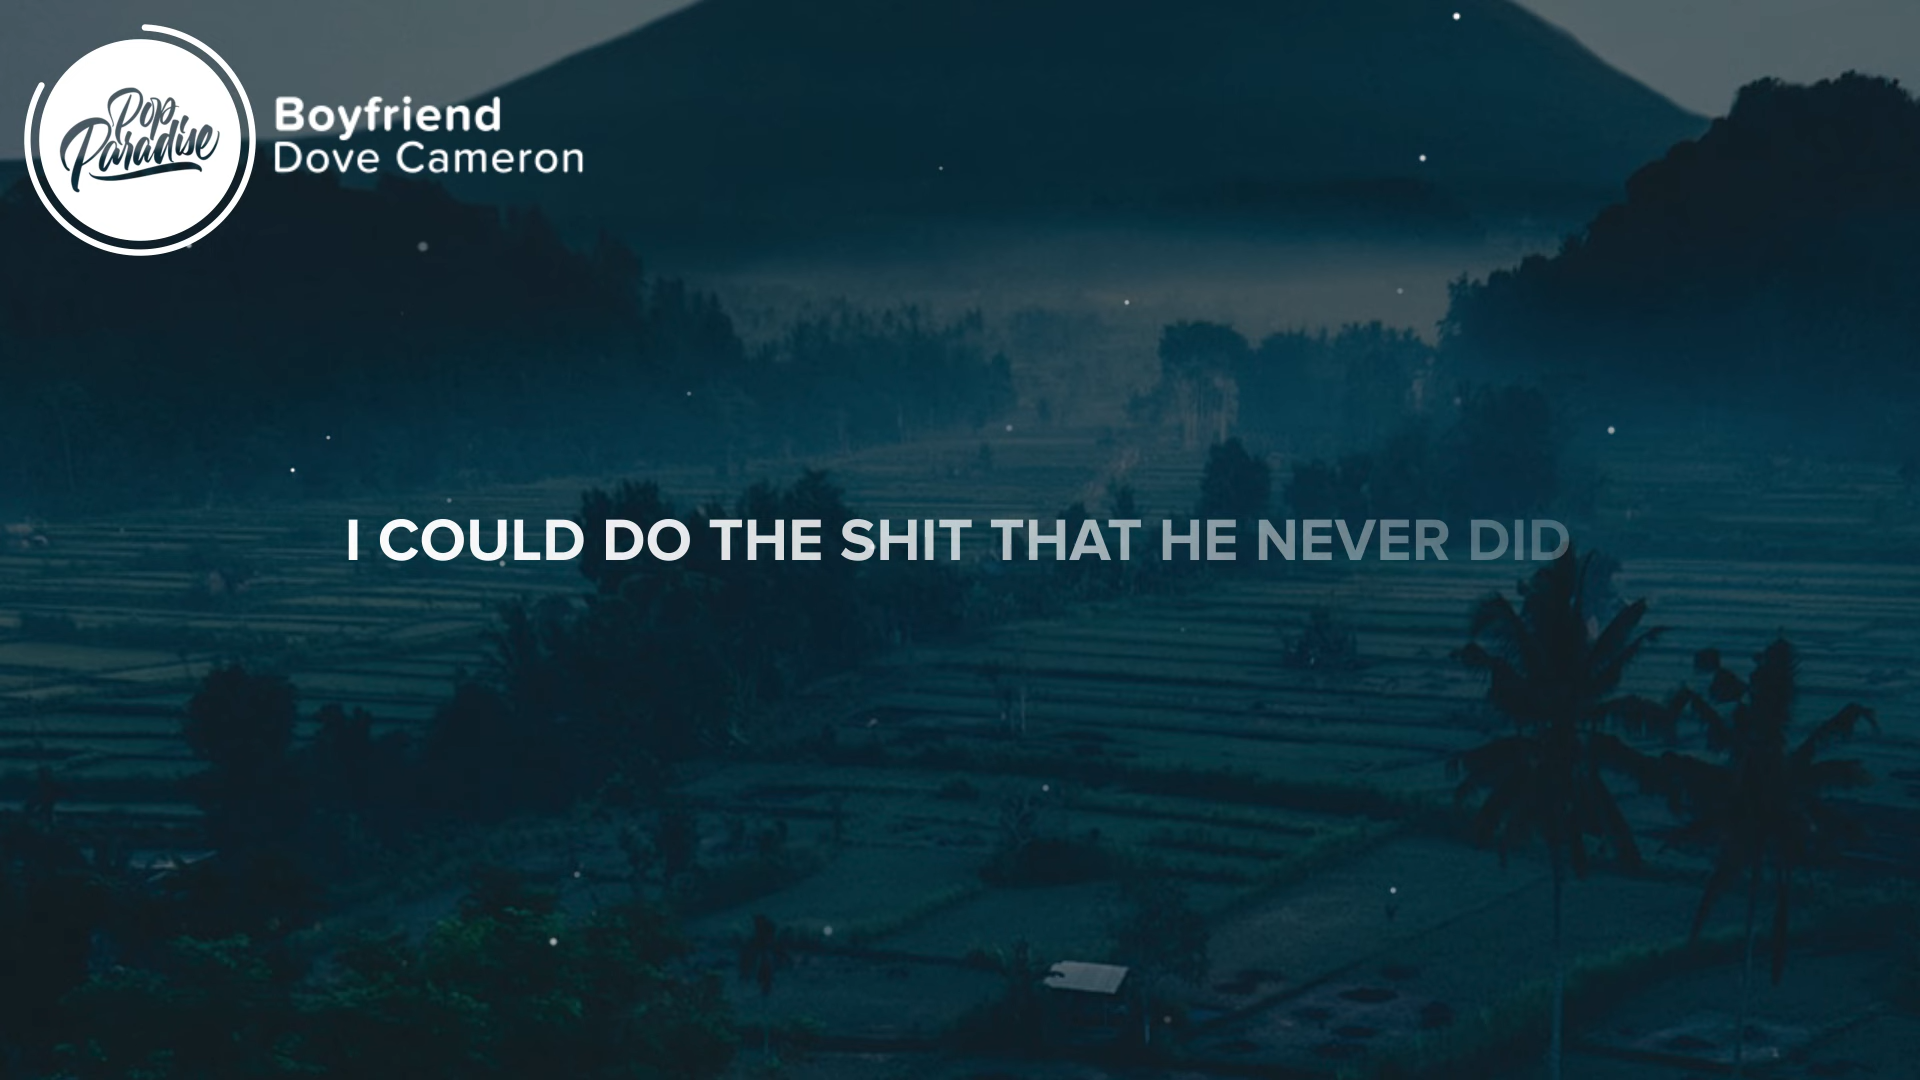 Pop
Paradise
Boyfriend
Dove Cameron
I COULD DO THE SHIT THAT HE NEVER DID